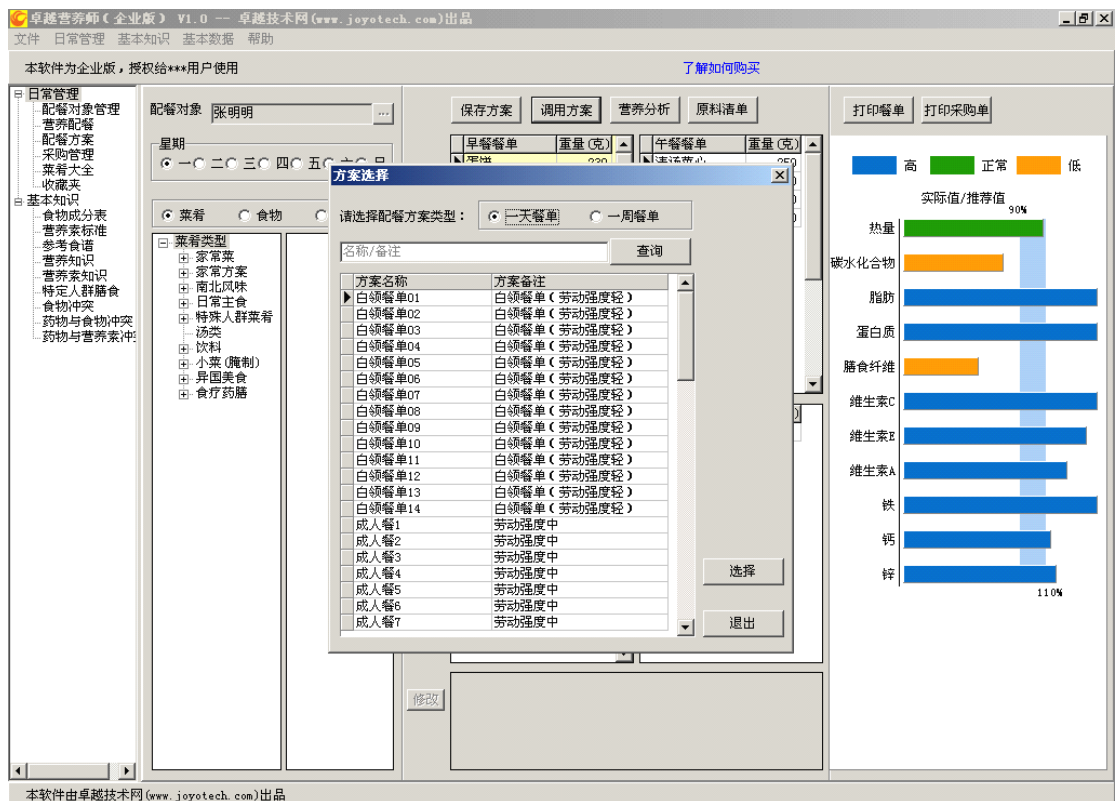 卓越营养师(企业版) V1.0 -- 卓越技术网(www.joyotech.com)出品
文件 日常管理 基本知识 基本数据 帮助
本软件为企业版，授权给***用户使用 了解如何购买
日常管理
配餐对象管理
营养配餐
配餐方案
采购管理
菜肴大全
收藏夹
基本知识
食物成分表
营养素标准
参考食谱
营养知识
营养素知识
特定人群膳食
食物冲突
药物与食物冲突
药物与营养素冲
配餐对象 张明明 ...
星期
一 二 三 四 五 六 日
菜肴 食物
菜肴类型
家常菜
家常方案
南北风味
日常主食
特殊人群菜肴
汤类
饮料
小菜(腌制)
异国美食
食疗药膳
保存方案 调用方案 营养分析 原料清单
早餐餐单 重量(克) 午餐餐单 重量(克)
蛋饼 230 清汤菜心 250
方案选择
请选择配餐方案类型： 一天餐单 一周餐单
名称/备注 查询
方案名称 方案备注
白领餐单01 白领餐单(劳动强度轻)
白领餐单02 白领餐单(劳动强度轻)
白领餐单03 白领餐单(劳动强度轻)
白领餐单04 白领餐单(劳动强度轻)
白领餐单05 白领餐单(劳动强度轻)
白领餐单06 白领餐单(劳动强度轻)
白领餐单07 白领餐单(劳动强度轻)
白领餐单08 白领餐单(劳动强度轻)
白领餐单09 白领餐单(劳动强度轻)
白领餐单10 白领餐单(劳动强度轻)
白领餐单11 白领餐单(劳动强度轻)
白领餐单12 白领餐单(劳动强度轻)
白领餐单13 白领餐单(劳动强度轻)
白领餐单14 白领餐单(劳动强度轻)
成人餐1 劳动强度中
成人餐2 劳动强度中
成人餐3 劳动强度中
成人餐4 劳动强度中
成人餐5 劳动强度中
成人餐6 劳动强度中
成人餐7 劳动强度中
选择
退出
修改
打印餐单 打印采购单
高 正常 低
实际值/推荐值
90%
热量
碳水化合物
脂肪
蛋白质
膳食纤维
维生素C
维生素E
维生素A
铁
钙
锌
110%
本软件由卓越技术网(www.joyotech.com)出品